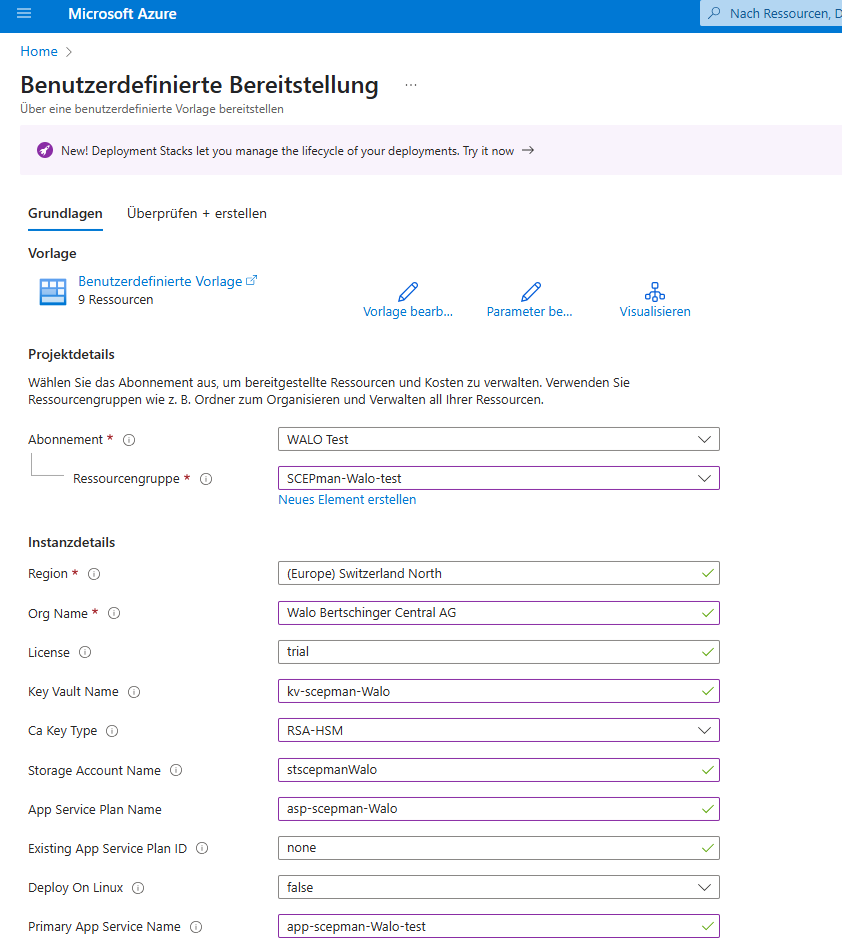 Microsoft Azure
Nach Ressourcen, D
Home
Benutzerdefinierte Bereitstellung ...
Über eine benutzerdefinierte Vorlage bereitstellen
New! Deployment Stacks let you manage the lifecycle of your deployments. Try it now →
Grundlagen Überprüfen + erstellen
Vorlage
Benutzerdefinierte Vorlage
9 Ressourcen
Vorlage bearb... Parameter be... Visualisieren
Projektdetails
Wählen Sie das Abonnement aus, um bereitgestellte Ressourcen und Kosten zu verwalten. Verwenden Sie
Ressourcengruppen wie z. B. Ordner zum Organisieren und Verwalten all Ihrer Ressourcen.
Abonnement * WALO Test
Ressourcengruppe * SCEPman-Walo-test
Neues Element erstellen
Instanzdetails
Region * (Europe) Switzerland North
Org Name * Walo Bertschinger Central AG
License trial
Key Vault Name kv-scepman-Walo
Ca Key Type RSA-HSM
Storage Account Name stscepmanWalo
App Service Plan Name asp-scepman-Walo
Existing App Service Plan ID none
Deploy On Linux false
Primary App Service Name app-scepman-Walo-test